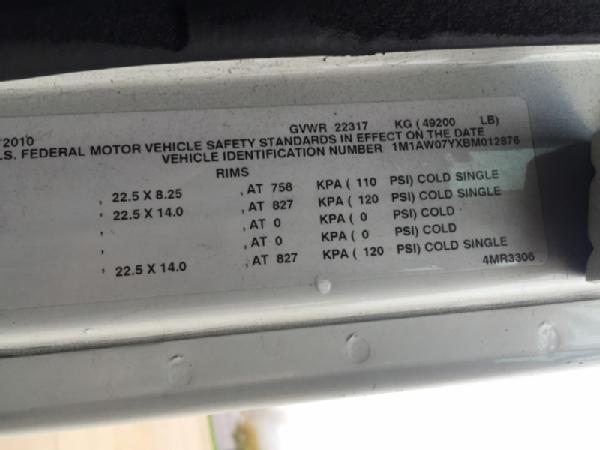 /2010 GVWR 22317 KG ( 49200 LB)
.S. FEDERAL MOTOR VEHICLE SAFETY STANDARDS IN EFFECT ON THE DATE
VEHICLE IDENTIFICATION NUMBER 1M1AW07YXBM012876
RIMS
, 22.5 X 8.25 , AT 758 KPA ( 110 PSI) COLD SINGLE
, 22.5 X 14.0 , AT 827 KPA ( 120 PSI) COLD SINGLE
, , AT 0 KPA ( 0 PSI) COLD
, , AT 0 KPA ( 0 PSI) COLD
, 22.5 X 14.0 , AT 827 KPA ( 120 PSI) COLD SINGLE
4MR3306